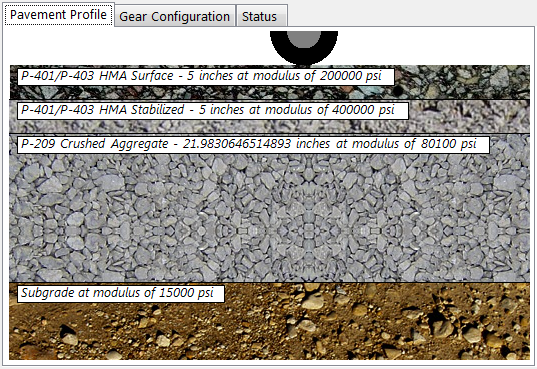 Pavement Profile Gear Configuration Status
P-401/P-403 HMA Surface - 5 inches at modulus of 200000 psi
P-401/P-403 HMA Stabilized - 5 inches at modulus of 400000 psi
P-209 Crushed Aggregate - 21.9830646514893 inches at modulus of 80100 psi
Subgrade at modulus of 15000 psi